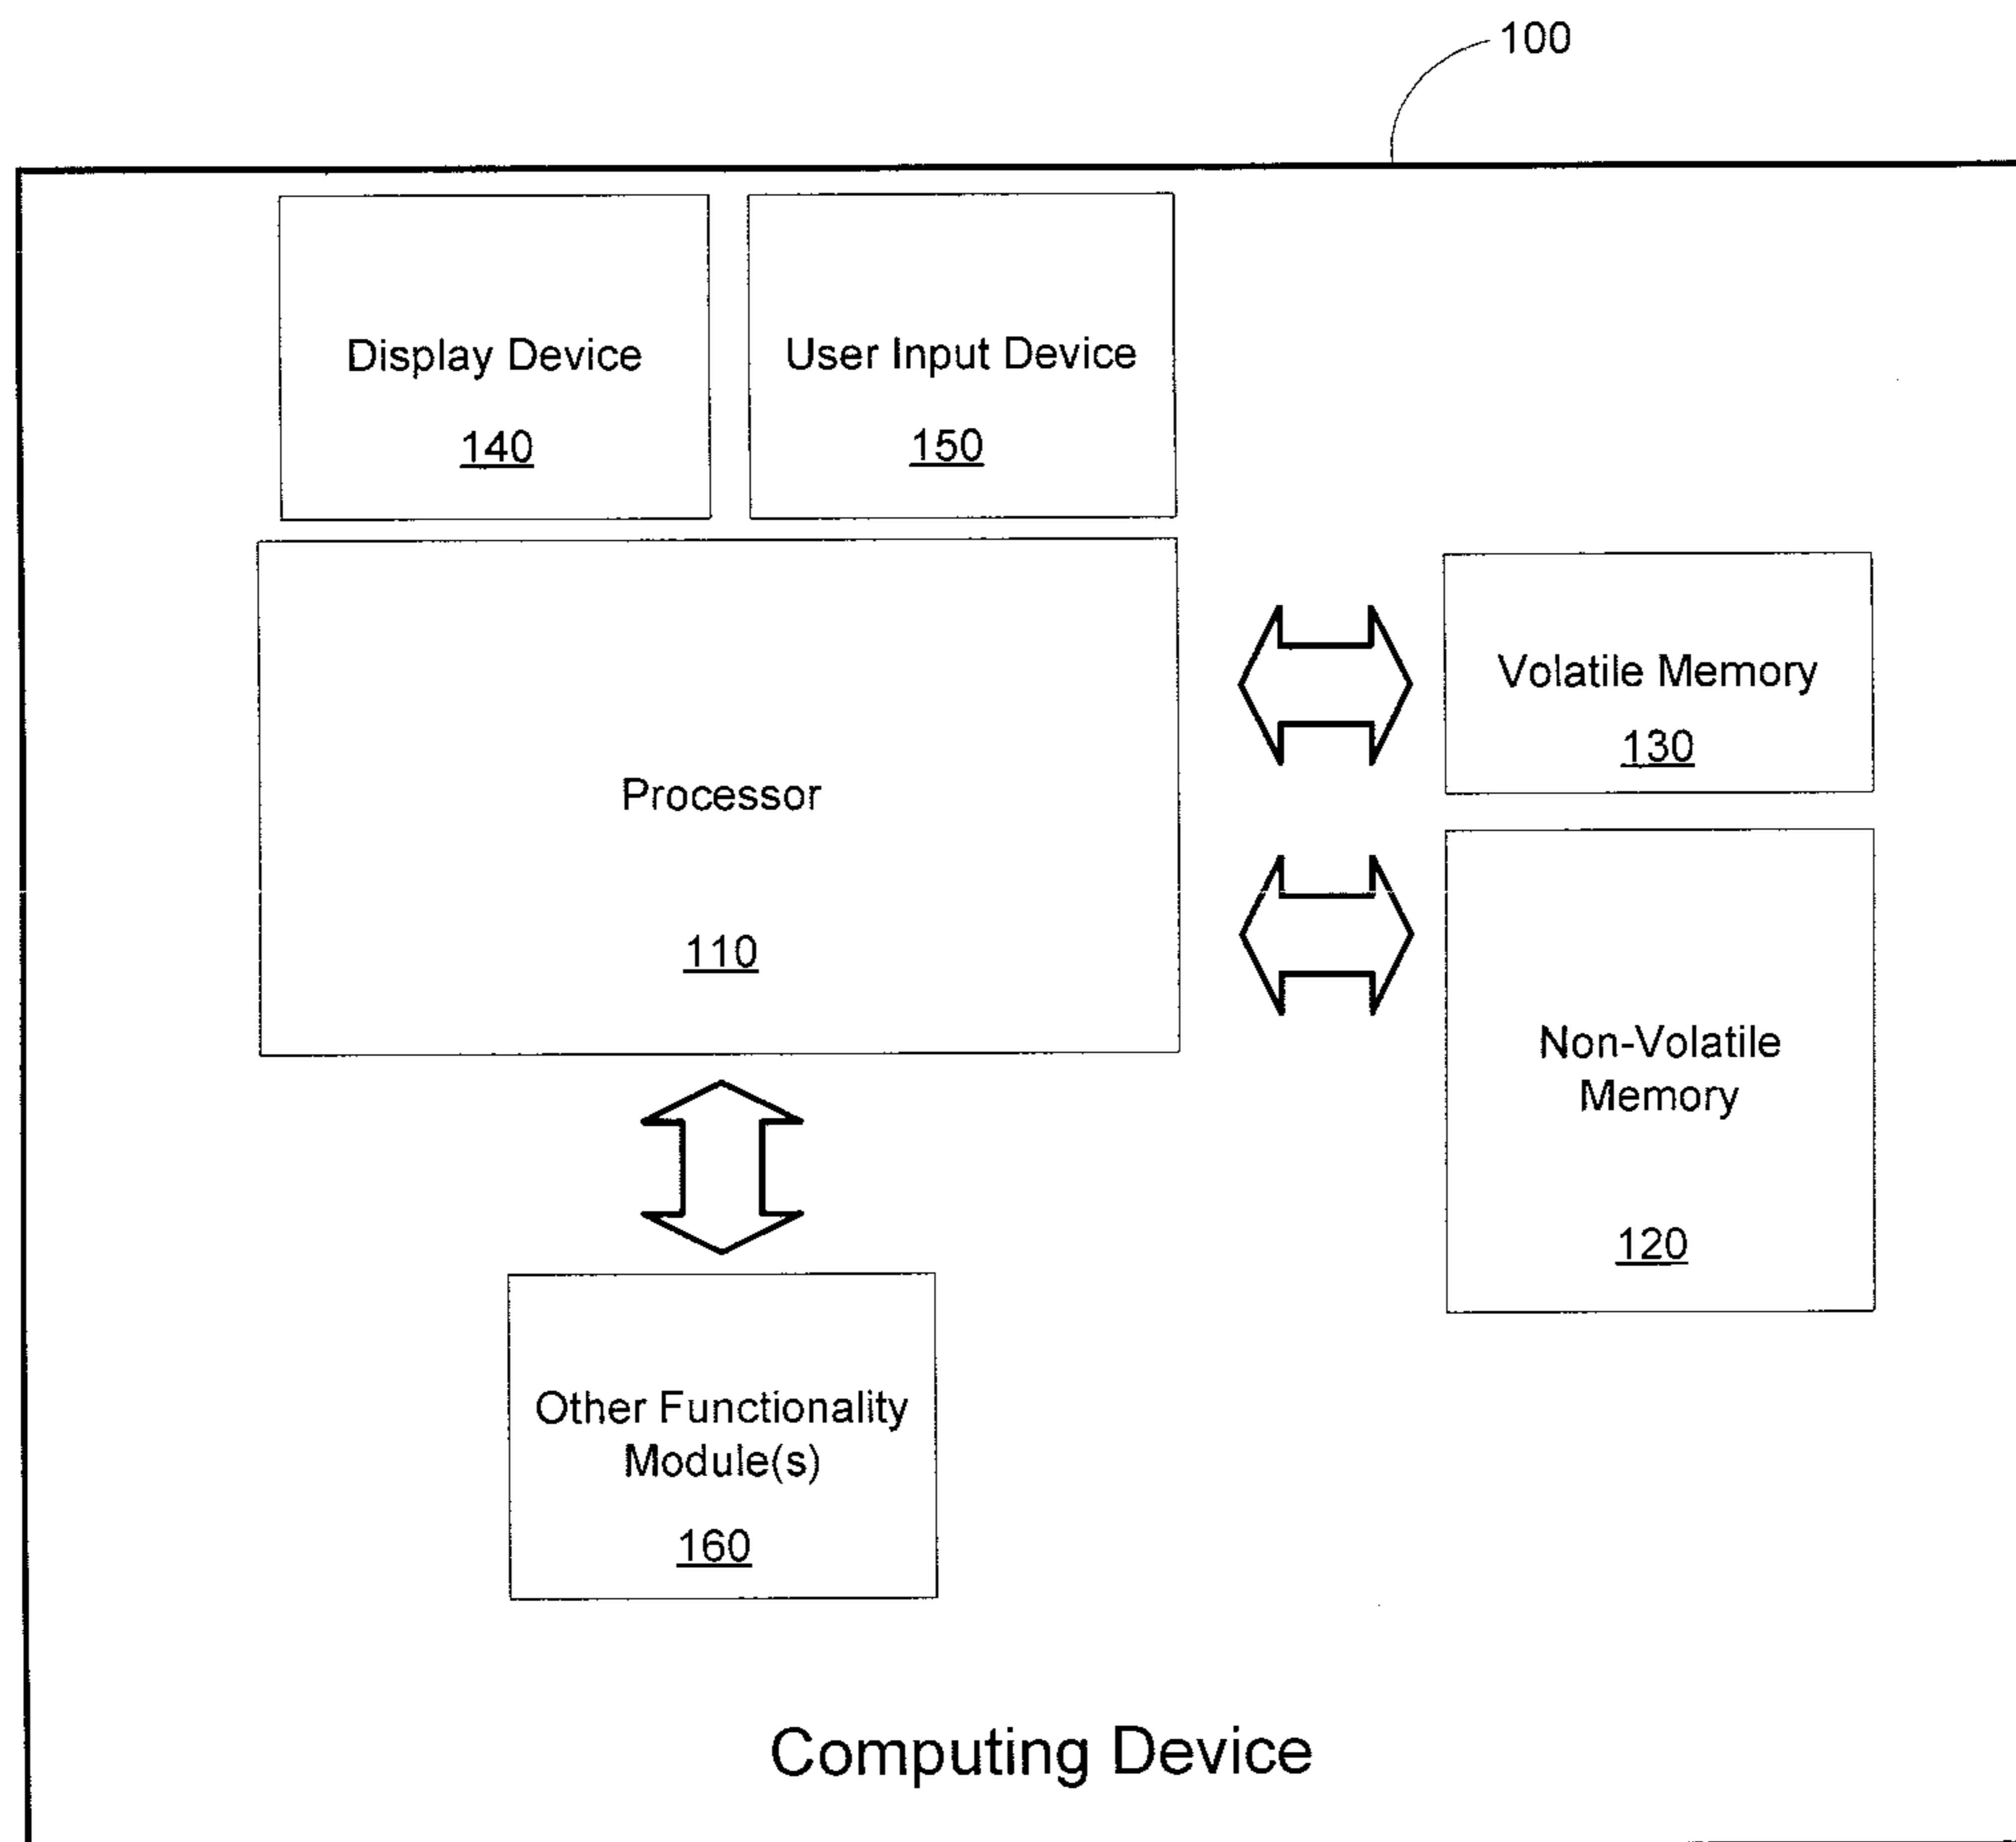 100
Display Device
140
User Input Device
150
Processor
110
Volatile Memory
130
Non-Volatile
Memory
120
Other Functionality
Module(s)
160
Computing Device